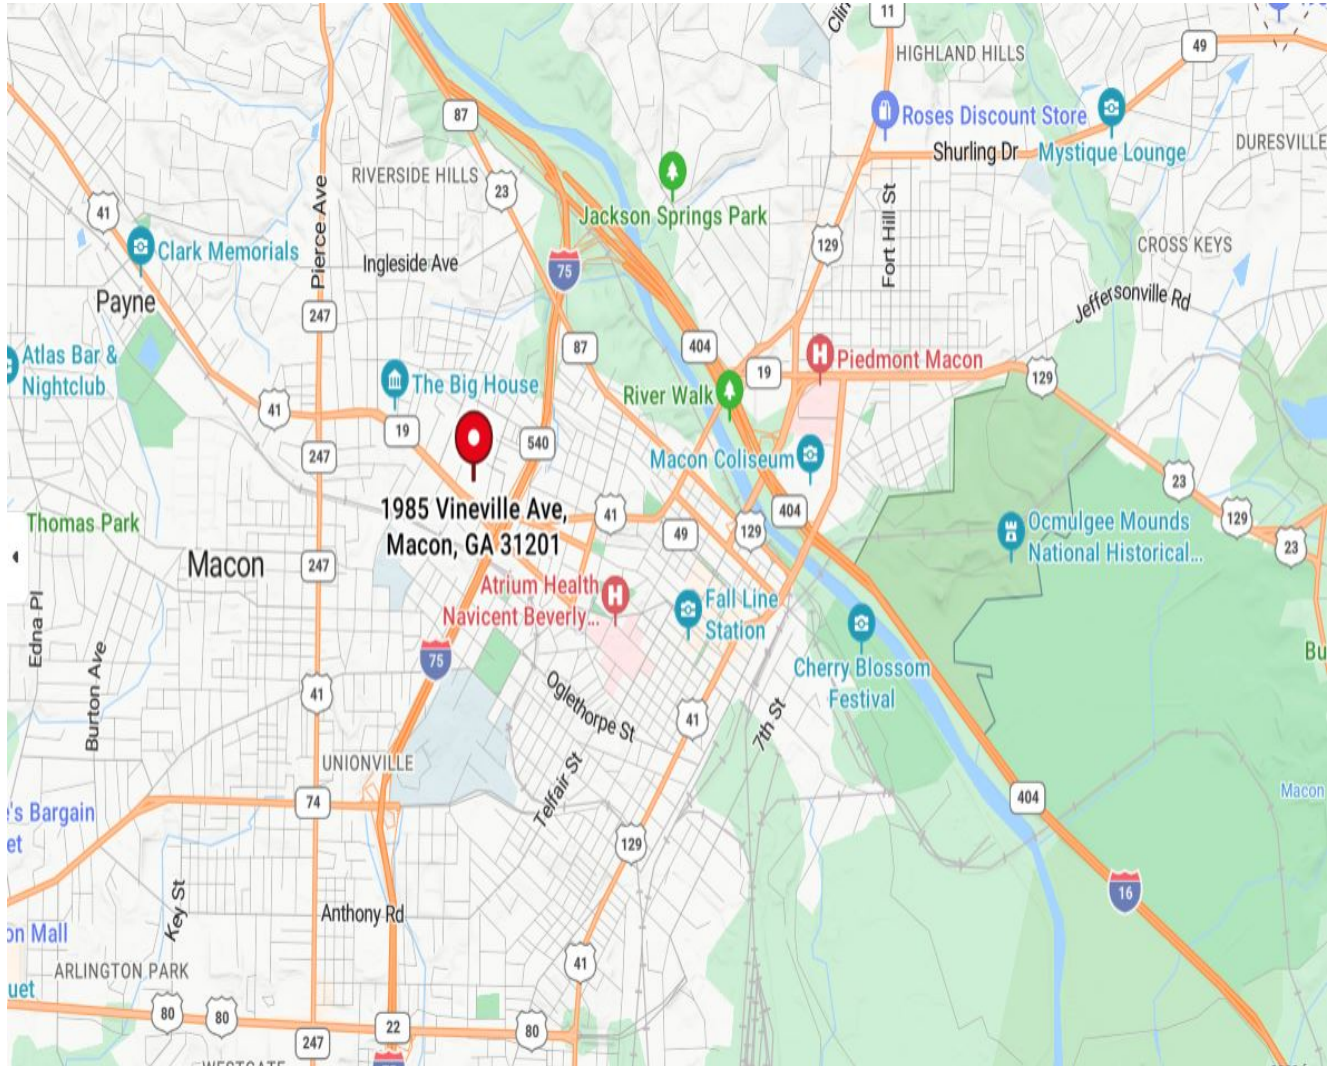 11
HIGHLAND HILLS
49
87
Roses Discount Store
Shurling Dr
Mystique Lounge
DURESVILLE
RIVERSIDE HILLS
23
41
Pierce Ave
Jackson Springs Park
Fort Hill St
129
CROSS KEYS
Clark Memorials
Ingleside Ave
75
Payne
Jeffersonville Rd
247
87
404
Atlas Bar &
Nightclub
The Big House
19
Piedmont Macon
129
River Walk
41
19
540
247
Macon Coliseum
23
1985 Vineville Ave,
Macon, GA 31201
41
404
49
129
129
Thomas Park
Ocmulgee Mounds
National Historical...
23
Macon
247
Atrium Health
Navicent Beverly...
Fall Line
Station
Edna Pl
Burton Ave
75
Cherry Blossom
Festival
41
Oglethorpe St
41
7th St
UNIONVILLE
Telfair St
74
404
Macon
's Bargain
et
129
16
Key St
Anthony Rd
on Mall
41
ARLINGTON PARK
uet
80
80
22
80
247